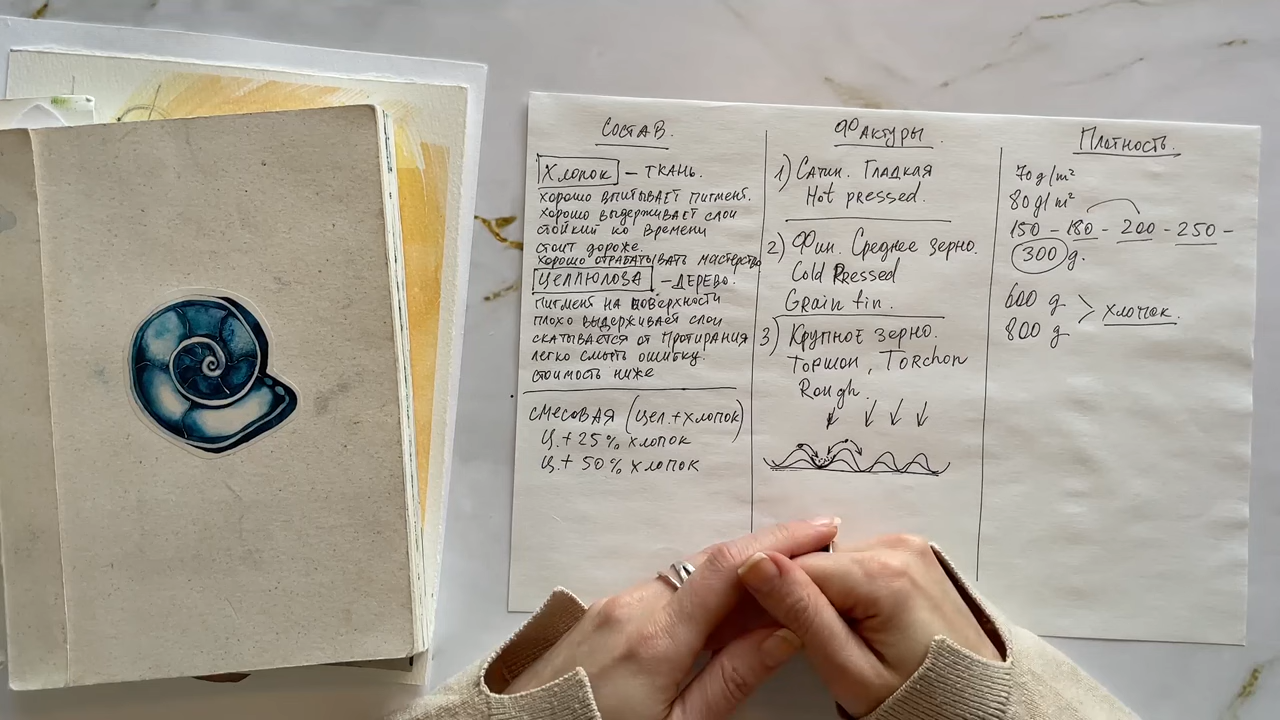 Состав.
Хлопок – ткань.
хорошо впитывает пигмент.
хорошо выдерживает слои
стойкий ко времени
стоит дороже.
хорошо отрабатывать мастерство
Целлюлоза – дерево.
пигмент на поверхности
плохо выдерживает слои
скатывается от протирания
легко смыть ошибку.
стоимость ниже
смесовая (цел.+хлопок)
ц.+ 25% хлопок
ц.+ 50% хлопок
Фактуры.
1) Сатин. Гладкая
Hot pressed.
2) Фин. Среднее зерно.
Cold Pressed
Grain fin.
3) Крупное зерно.
Торшон, Torchon
Rough.
Плотность.
70 g/m²
80 g/m²
150 – 180 – 200 – 250 –
300 g.
600 g
800 g > хлопок.